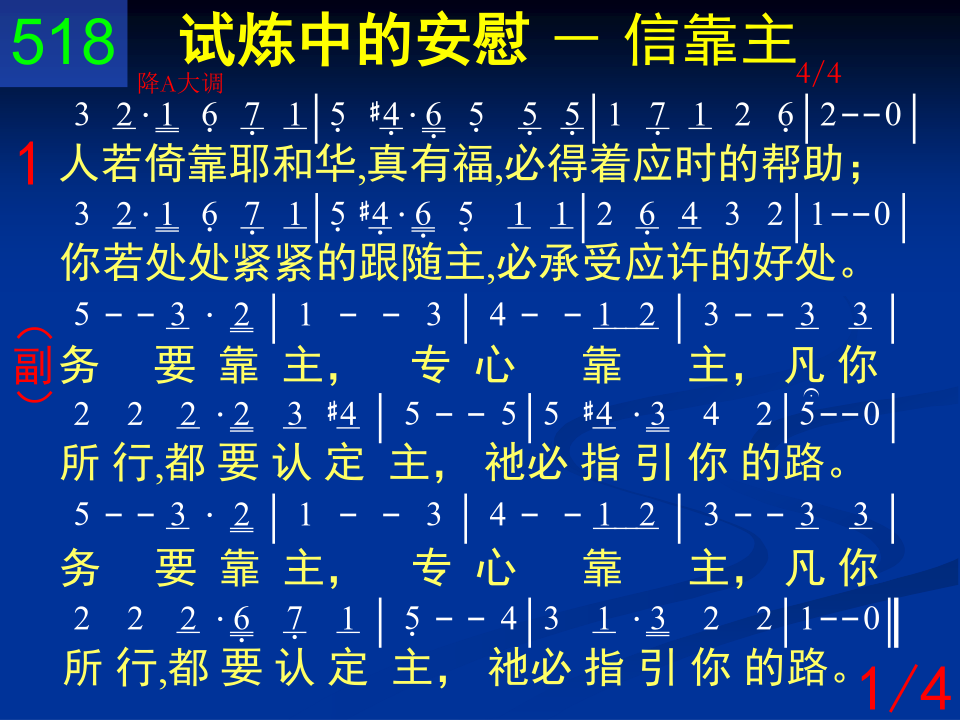 518 试炼中的安慰 － 信靠主
降A大调 4/4
3 2·1 6 7 1|5 #4·6 5 5 5|1 7 1 2 6|2--0|
1 人若倚靠耶和华,真有福,必得着应时的帮助；
3 2·1 6 7 1|5 #4·6 5 1 1|2 6 4 3 2|1--0|
你若处处紧紧的跟随主,必承受应许的好处。
5 - - 3 · 2 | 1 - - 3 | 4 - - 1 2 | 3 - - 3 3 |
（副） 务 要 靠 主， 专 心 靠 主， 凡 你
2 2 2 · 2 3 #4 | 5 - - 5 | 5 #4 · 3 4 2 | 5--0
所 行,都 要 认 定 主， 祂必 指 引 你 的路。
5 - - 3 · 2 | 1 - - 3 | 4 - - 1 2 | 3 - - 3 3 |
务 要 靠 主， 专 心 靠 主， 凡 你
2 2 2 · 6 7 1 | 5 - - 4 | 3 1 · 3 2 2 | 1--0‖
所 行,都 要 认 定 主， 祂必 指 引 你 的路。
1/4